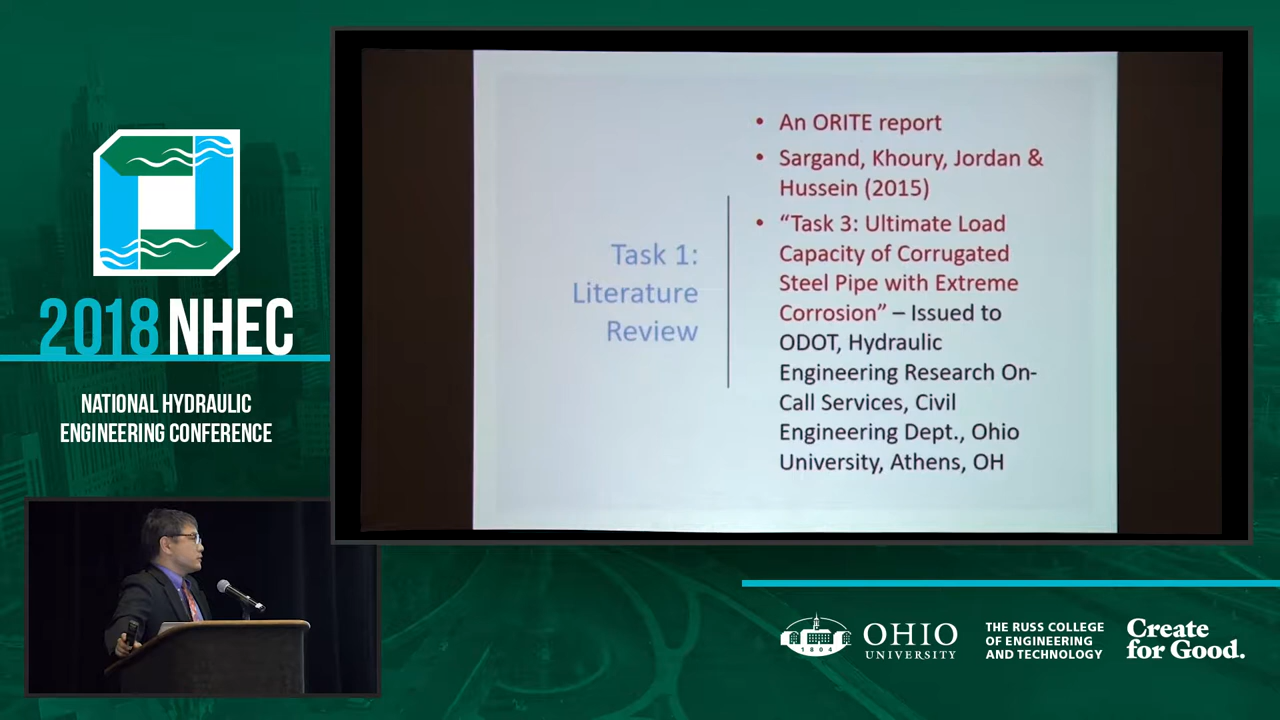 2018 NHEC
NATIONAL HYDRAULIC
ENGINEERING CONFERENCE
Task 1:
Literature
Review
• An ORITE report
• Sargand, Khoury, Jordan &
Hussein (2015)
• “Task 3: Ultimate Load
Capacity of Corrugated
Steel Pipe with Extreme
Corrosion” – Issued to
ODOT, Hydraulic
Engineering Research On-
Call Services, Civil
Engineering Dept., Ohio
University, Athens, OH
1804
OHIO
UNIVERSITY
THE RUSS COLLEGE
OF ENGINEERING
AND TECHNOLOGY
Create
for Good.